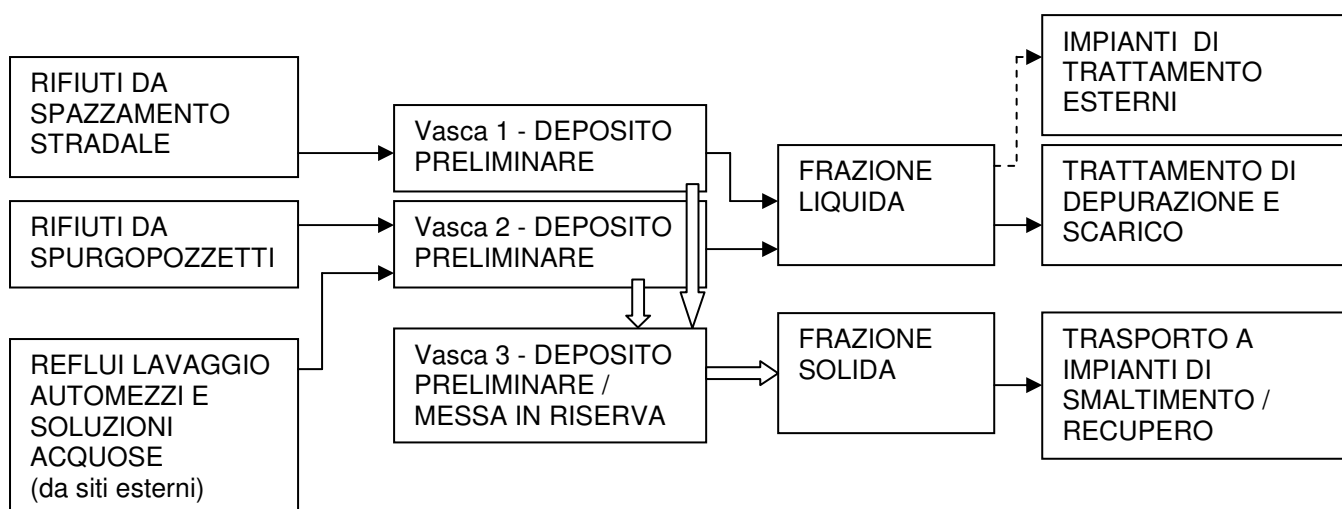 RIFIUTI DA
SPAZZAMENTO
STRADALE
RIFIUTI DA
SPURGOPOZZETTI
REFLUI LAVAGGIO
AUTOMEZZI E
SOLUZIONI
ACQUOSE
(da siti esterni)
Vasca 1 - DEPOSITO
PRELIMINARE
Vasca 2 - DEPOSITO
PRELIMINARE
Vasca 3 - DEPOSITO
PRELIMINARE /
MESSA IN RISERVA
FRAZIONE
LIQUIDA
FRAZIONE
SOLIDA
IMPIANTI DI
TRATTAMENTO
ESTERNI
TRATTAMENTO DI
DEPURAZIONE E
SCARICO
TRASPORTO A
IMPIANTI DI
SMALTIMENTO /
RECUPERO